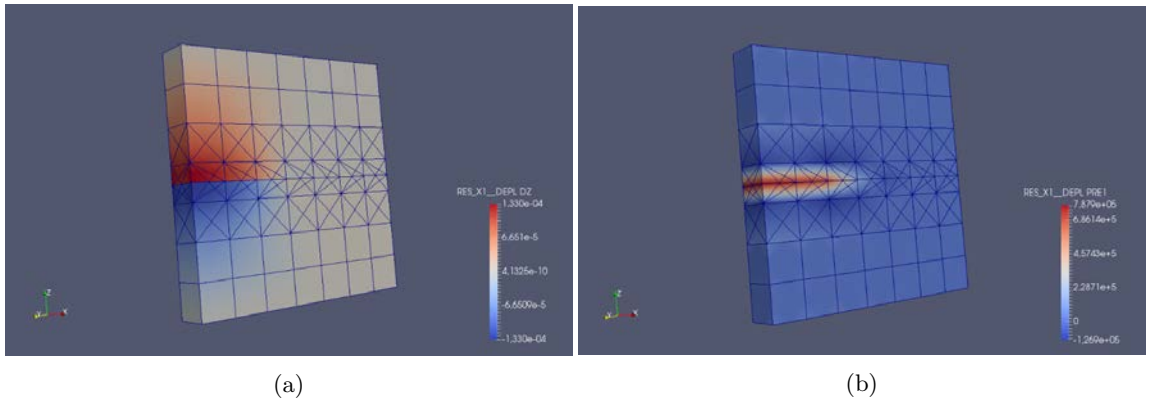 RES_X1__DEPL DZ
1,330e-04
6.651e-5
4,1325e-10
-6,6509e-5
-1,330e-04
Z
Y
X
(a)
RES_X1__DEPL PRE1
7,879e+05
6.8614e+5
4,5743e+5
2.2871e+5
0
-1,269e+05
Z
Y
X
(b)